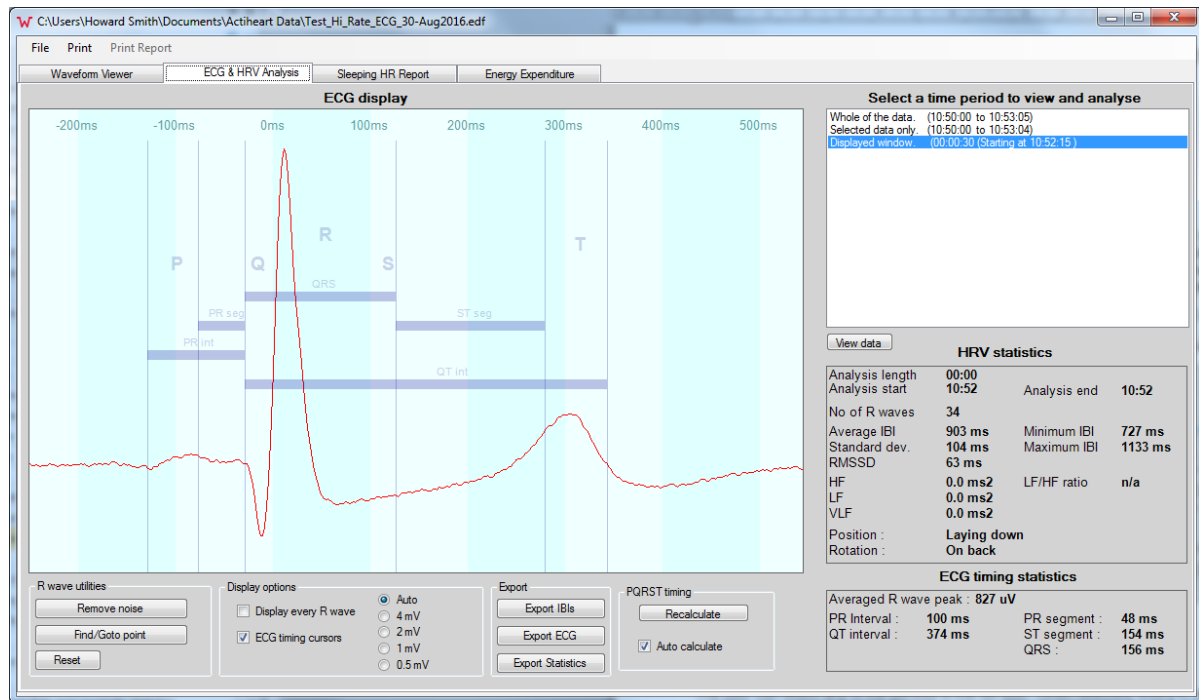 C:\Users\Howard Smith\Documents\Actiheart Data\Test_Hi_Rate_ECG_30-Aug2016.edf
File Print Print Report
Waveform Viewer ECG & HRV Analysis Sleeping HR Report Energy Expenditure
ECG display
-200ms -100ms 0ms 100ms 200ms 300ms 400ms 500ms
R
T
P Q S
QRS
PR seg ST seg
PR int
QT int
R wave utilities
Remove noise
Find/Goto point
Reset
Display options
Display every R wave
ECG timing cursors
Auto
4 mV
2 mV
1 mV
0.5 mV
Export
Export IBIs
Export ECG
Export Statistics
PQRST timing
Recalculate
Auto calculate
Select a time period to view and analyse
Whole of the data. (10:50:00 to 10:53:05)
Selected data only. (10:50:00 to 10:53:04)
Displayed window. (00:00:30 (Starting at 10:52:15 )
View data
HRV statistics
Analysis length 00:00
Analysis start 10:52 Analysis end 10:52
No of R waves 34
Average IBI 903 ms Minimum IBI 727 ms
Standard dev. 104 ms Maximum IBI 1133 ms
RMSSD 63 ms
HF 0.0 ms2 LF/HF ratio n/a
LF 0.0 ms2
VLF 0.0 ms2
Position : Laying down
Rotation : On back
ECG timing statistics
Averaged R wave peak : 827 uV
PR Interval : 100 ms PR segment : 48 ms
QT interval : 374 ms ST segment : 154 ms
QRS : 156 ms